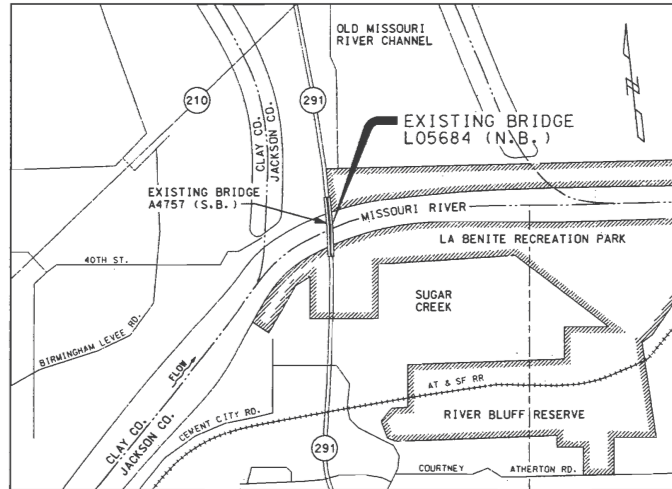 OLD MISSOURI
RIVER CHANNEL
N
210
291
EXISTING BRIDGE
LO5684 (N.B.)
CLAY CO.
JACKSON CO.
EXISTING BRIDGE
A4757 (S.B.)
MISSOURI RIVER
LA BENITE RECREATION PARK
40TH ST.
SUGAR
CREEK
BIRMINGHAM LEVEE RD.
FLOW
AT & SF RR
CLAY CO.
JACKSON CO.
CEMENT CITY RD.
RIVER BLUFF RESERVE
291
COURTNEY
ATHERTON RD.